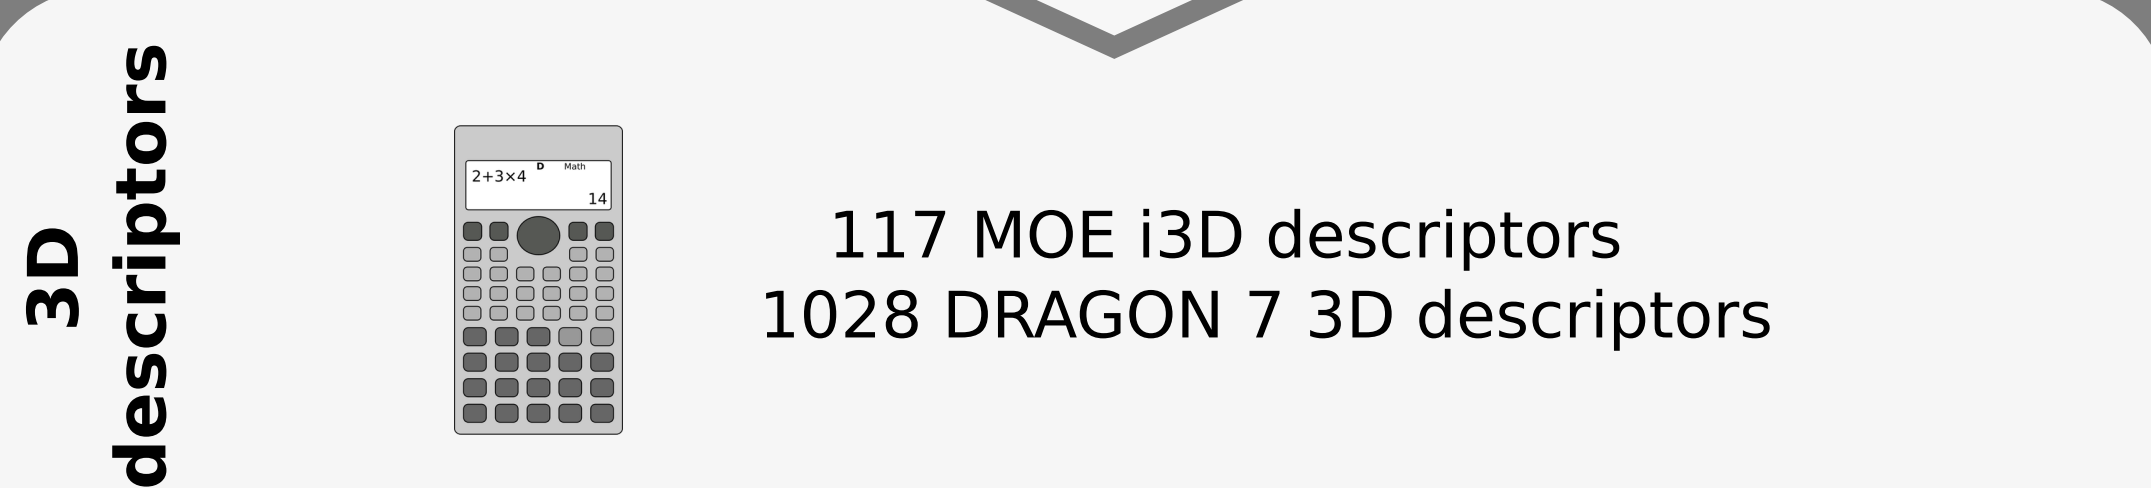 3D
descriptors
D Math
2+3×4
14
117 MOE i3D descriptors
1028 DRAGON 7 3D descriptors